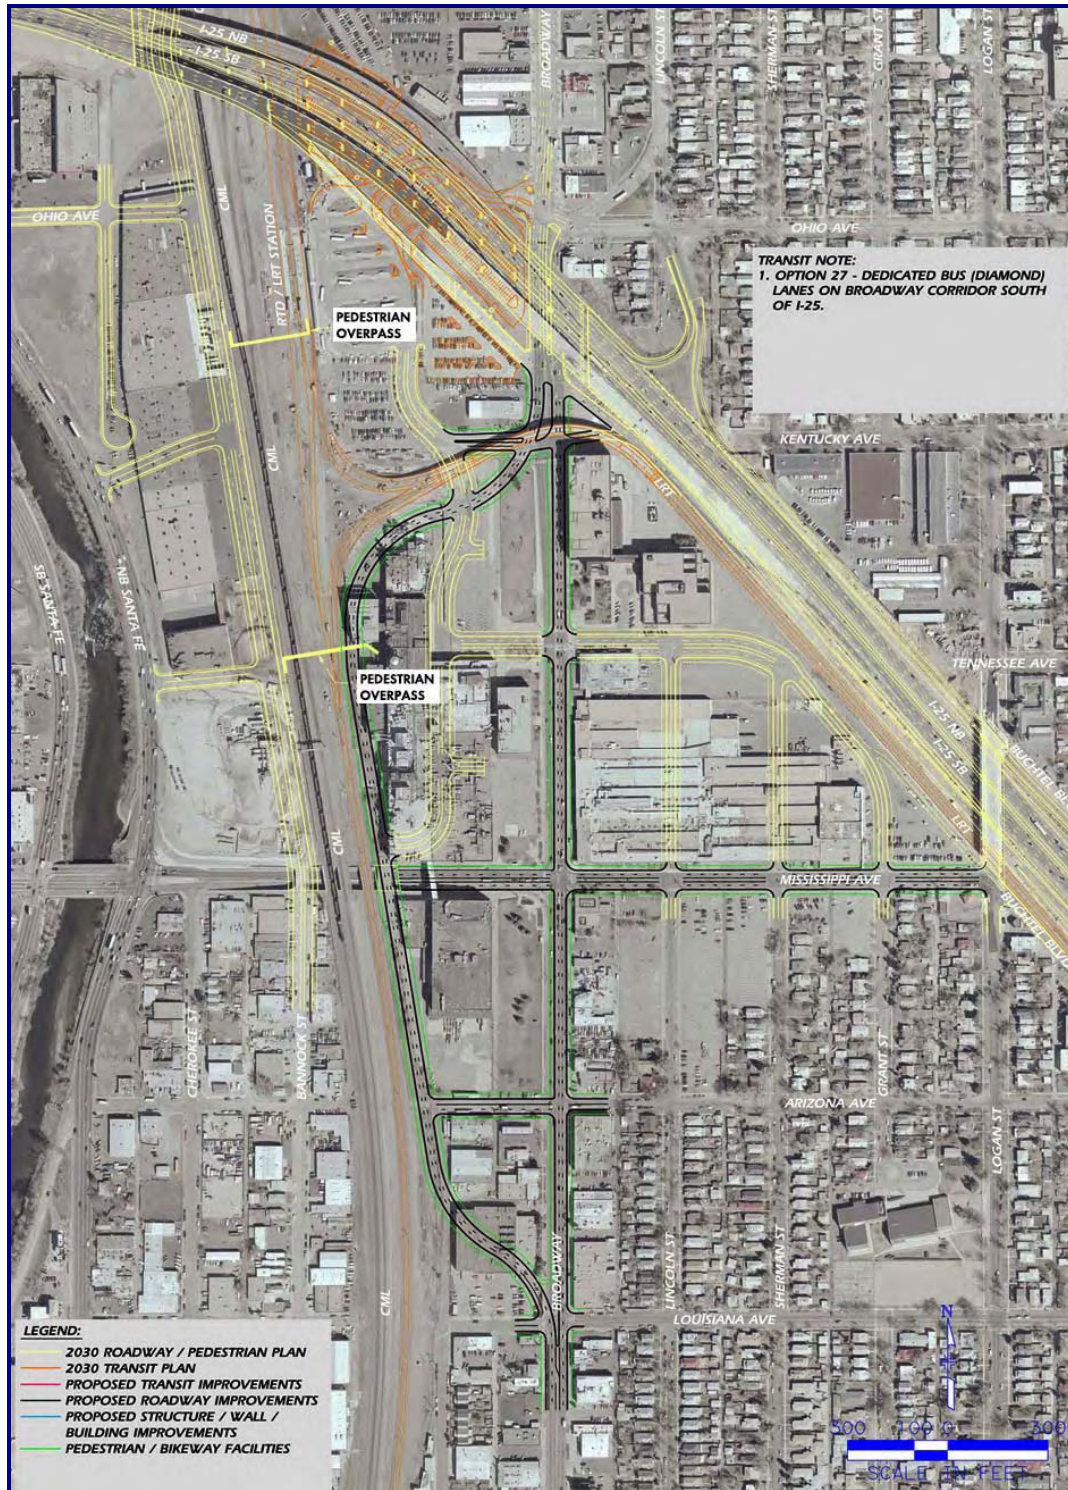 I-25 NB
I-25 SB
BROADWAY
LINCOLN ST
SHERMAN ST
GRANT ST
LOGAN ST
CML
OHIO AVE
RTD / LRT STATION
OHIO AVE
TRANSIT NOTE:
1. OPTION 27 - DEDICATED BUS (DIAMOND)
LANES ON BROADWAY CORRIDOR SOUTH
OF I-25.
PEDESTRIAN
OVERPASS
KENTUCKY AVE
CML
LRT
SB SANTA FE
NB SANTA FE
TENNESSEE AVE
PEDESTRIAN
OVERPASS
I-25 NB
I-25 SB
BUCHTEL BL
LRT
CML
MISSISSIPPI AVE
BUCHTEL BLVD
CHEROKEE ST
BANNOCK ST
GRANT ST
ARIZONA AVE
LOGAN ST
BROADWAY
LINCOLN ST
SHERMAN ST
CML
LOUISIANA AVE
N
LEGEND:
2030 ROADWAY / PEDESTRIAN PLAN
2030 TRANSIT PLAN
PROPOSED TRANSIT IMPROVEMENTS
PROPOSED ROADWAY IMPROVEMENTS
PROPOSED STRUCTURE / WALL /
BUILDING IMPROVEMENTS
PEDESTRIAN / BIKEWAY FACILITIES
300 100 0 300
SCALE IN FEET